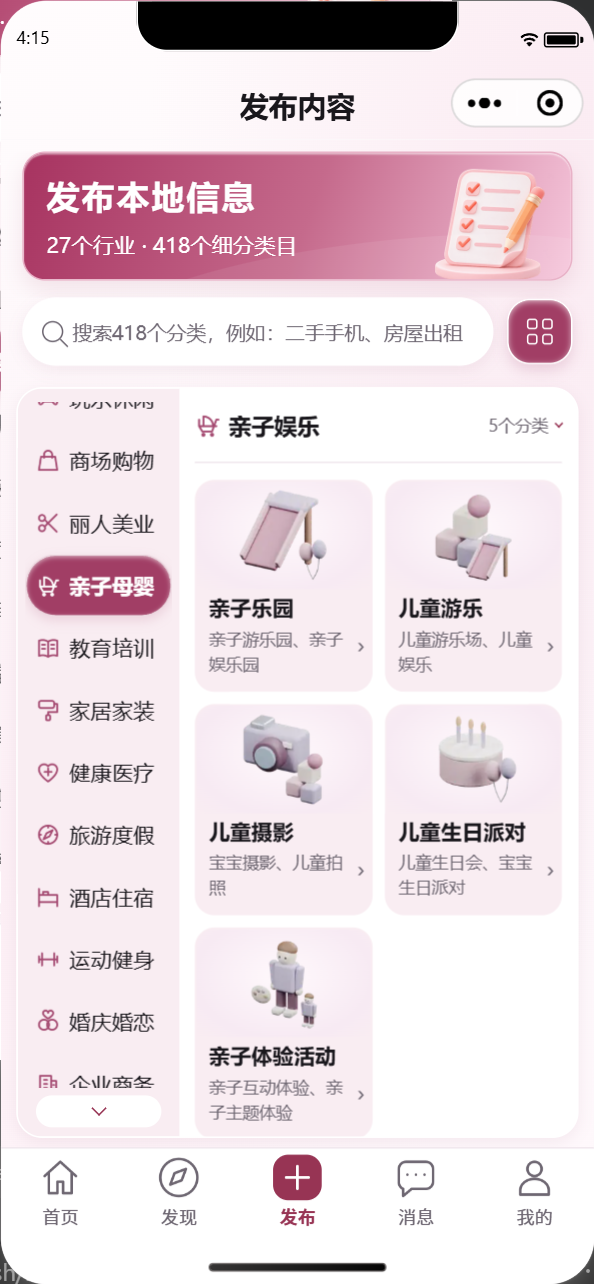 4:15
发布内容
发布本地信息
27个行业 · 418个细分类目
搜索418个分类，例如：二手手机、房屋出租
玩乐休闲
商场购物
丽人美业
亲子母婴
教育培训
家居家装
健康医疗
旅游度假
酒店住宿
运动健身
婚庆婚恋
企业商务
亲子娱乐
5个分类
亲子乐园
亲子游乐园、亲子
娱乐园
儿童游乐
儿童游乐场、儿童
娱乐
儿童摄影
宝宝摄影、儿童拍
照
儿童生日派对
儿童生日会、宝宝
生日派对
亲子体验活动
亲子互动体验、亲
子主题体验
首页
发现
发布
消息
我的